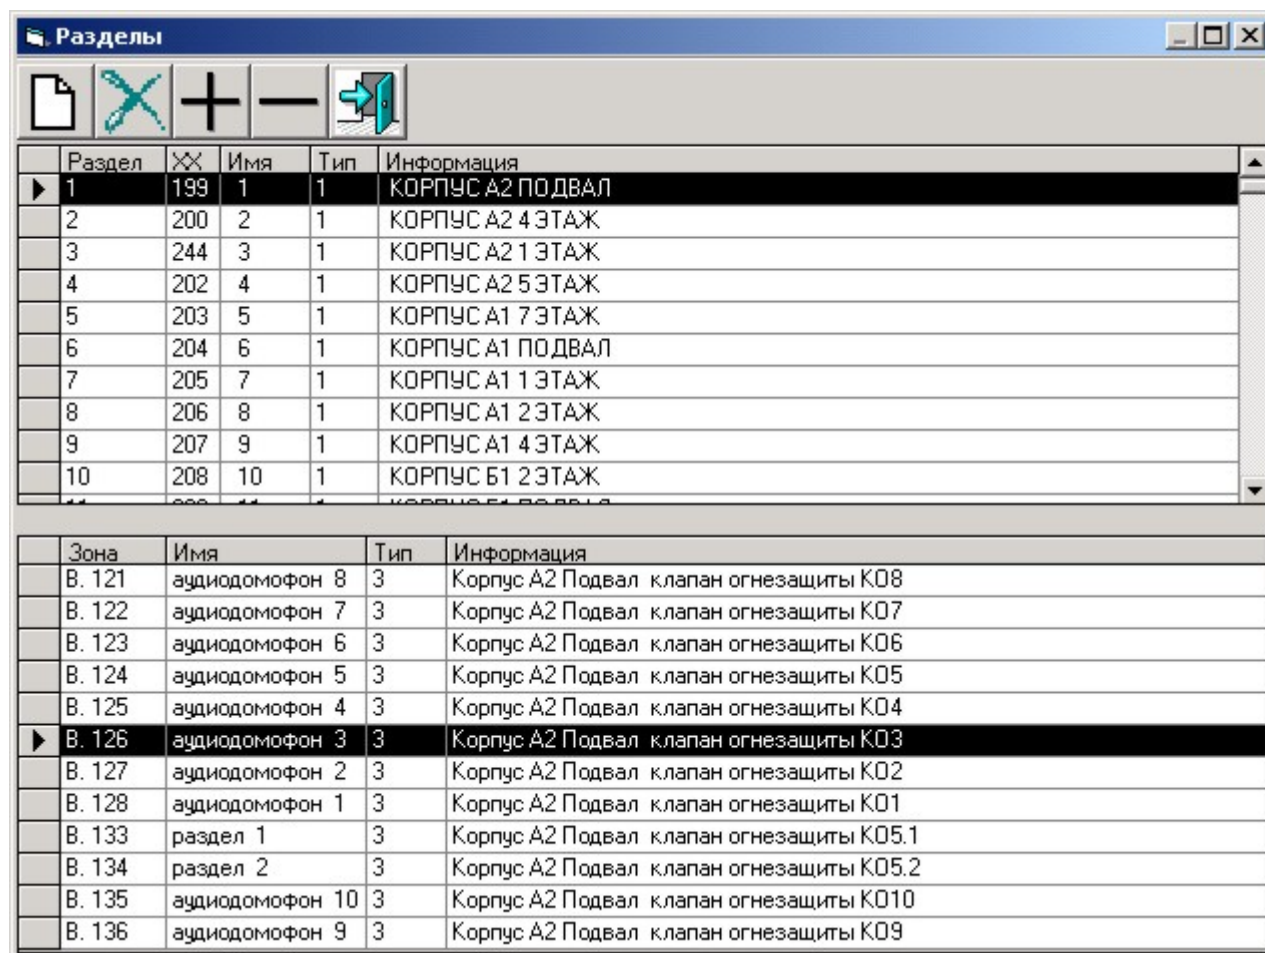 Разделы
Раздел XX Имя Тип Информация
1 199 1 1 КОРПУС А2 ПОДВАЛ
2 200 2 1 КОРПУС А2 4 ЭТАЖ
3 244 3 1 КОРПУС А2 1 ЭТАЖ
4 202 4 1 КОРПУС А2 5 ЭТАЖ
5 203 5 1 КОРПУС А1 7 ЭТАЖ
6 204 6 1 КОРПУС А1 ПОДВАЛ
7 205 7 1 КОРПУС А1 1 ЭТАЖ
8 206 8 1 КОРПУС А1 2 ЭТАЖ
9 207 9 1 КОРПУС А1 4 ЭТАЖ
10 208 10 1 КОРПУС Б1 2 ЭТАЖ
Зона Имя Тип Информация
В. 121 аудиодомофон 8 3 Корпус А2 Подвал клапан огнезащиты КО8
В. 122 аудиодомофон 7 3 Корпус А2 Подвал клапан огнезащиты КО7
В. 123 аудиодомофон 6 3 Корпус А2 Подвал клапан огнезащиты КО6
В. 124 аудиодомофон 5 3 Корпус А2 Подвал клапан огнезащиты КО5
В. 125 аудиодомофон 4 3 Корпус А2 Подвал клапан огнезащиты КО4
В. 126 аудиодомофон 3 3 Корпус А2 Подвал клапан огнезащиты КО3
В. 127 аудиодомофон 2 3 Корпус А2 Подвал клапан огнезащиты КО2
В. 128 аудиодомофон 1 3 Корпус А2 Подвал клапан огнезащиты КО1
В. 133 раздел 1 3 Корпус А2 Подвал клапан огнезащиты КО5.1
В. 134 раздел 2 3 Корпус А2 Подвал клапан огнезащиты КО5.2
В. 135 аудиодомофон 10 3 Корпус А2 Подвал клапан огнезащиты КО10
В. 136 аудиодомофон 9 3 Корпус А2 Подвал клапан огнезащиты КО9